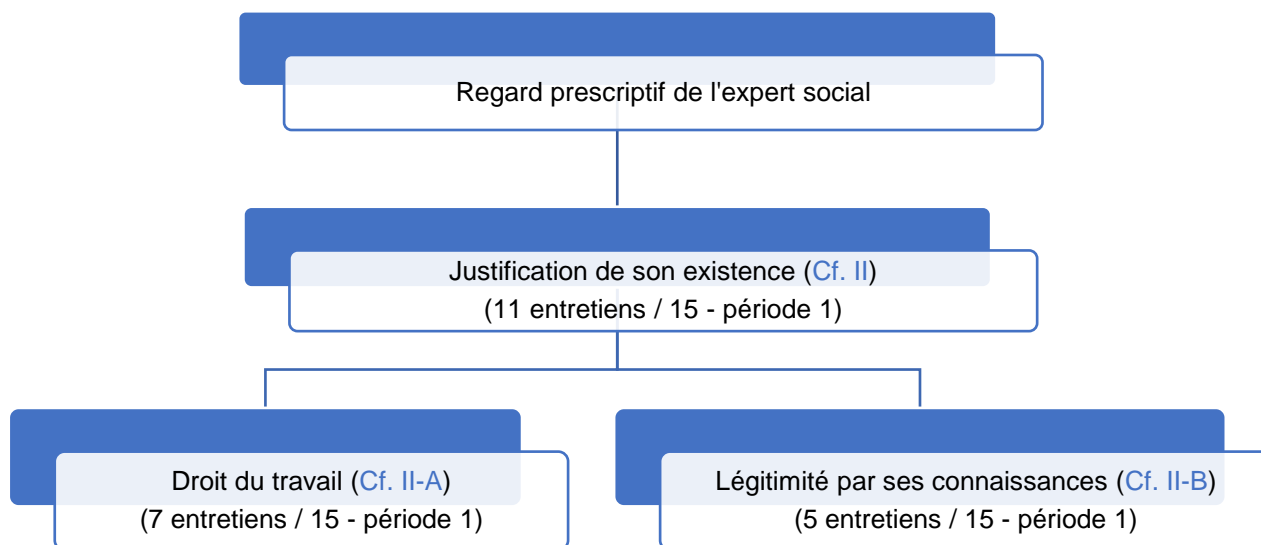 Regard prescriptif de l'expert social
Justification de son existence (Cf. II)
(11 entretiens / 15 - période 1)
Droit du travail (Cf. II-A)
(7 entretiens / 15 - période 1)
Légitimité par ses connaissances (Cf. II-B)
(5 entretiens / 15 - période 1)